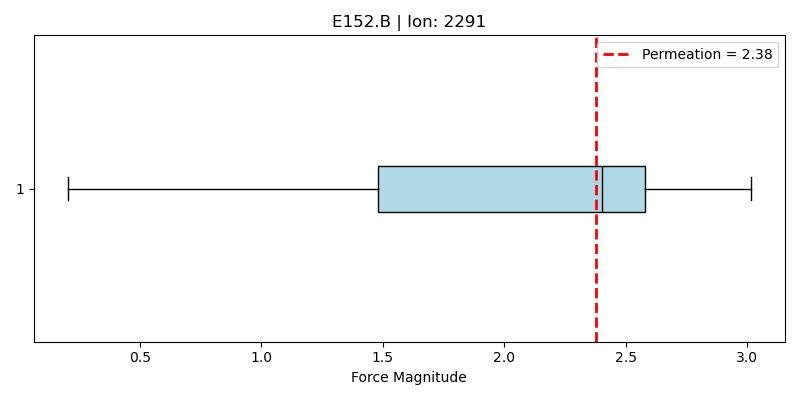 E152.B | Ion: 2291
Permeation = 2.38
1
0.5 1.0 1.5 2.0 2.5 3.0
Force Magnitude